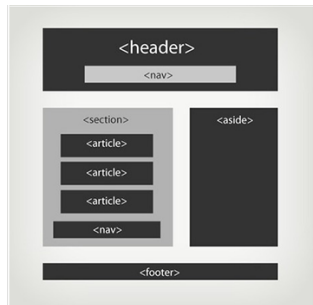 <header>
<nav>
<section>
<article>
<article>
<article>
<nav>
<aside>
<footer>